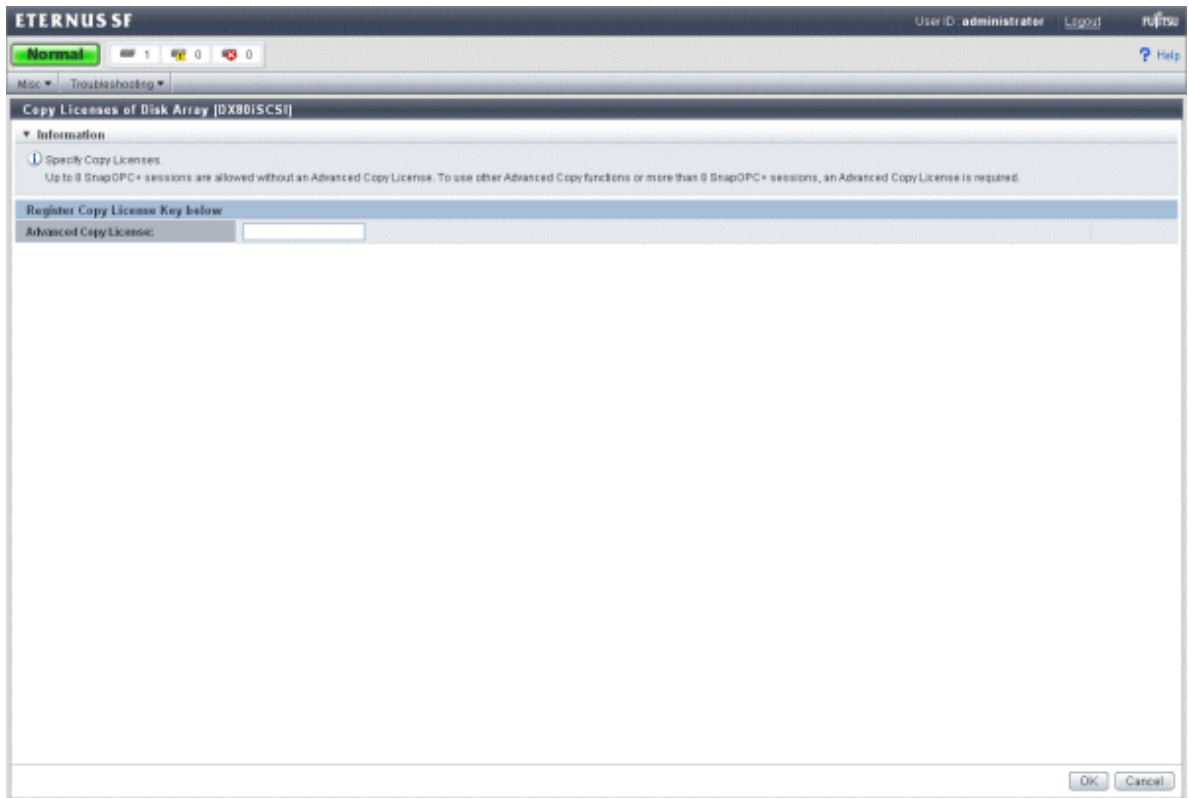 ETERNUS SF
User ID: administrator Logout FUJITSU
Normal 1 0 0 ? Help
Misc ▼ Troubleshooting ▼
Copy Licenses of Disk Array [DX80iSCSI]
▼ Information
Specify Copy Licenses.
Up to 8 SnapOPC+ sessions are allowed without an Advanced Copy License. To use other Advanced Copy functions or more than 8 SnapOPC+ sessions, an Advanced Copy License is required.
Register Copy License Key below
Advanced Copy License:
OK Cancel